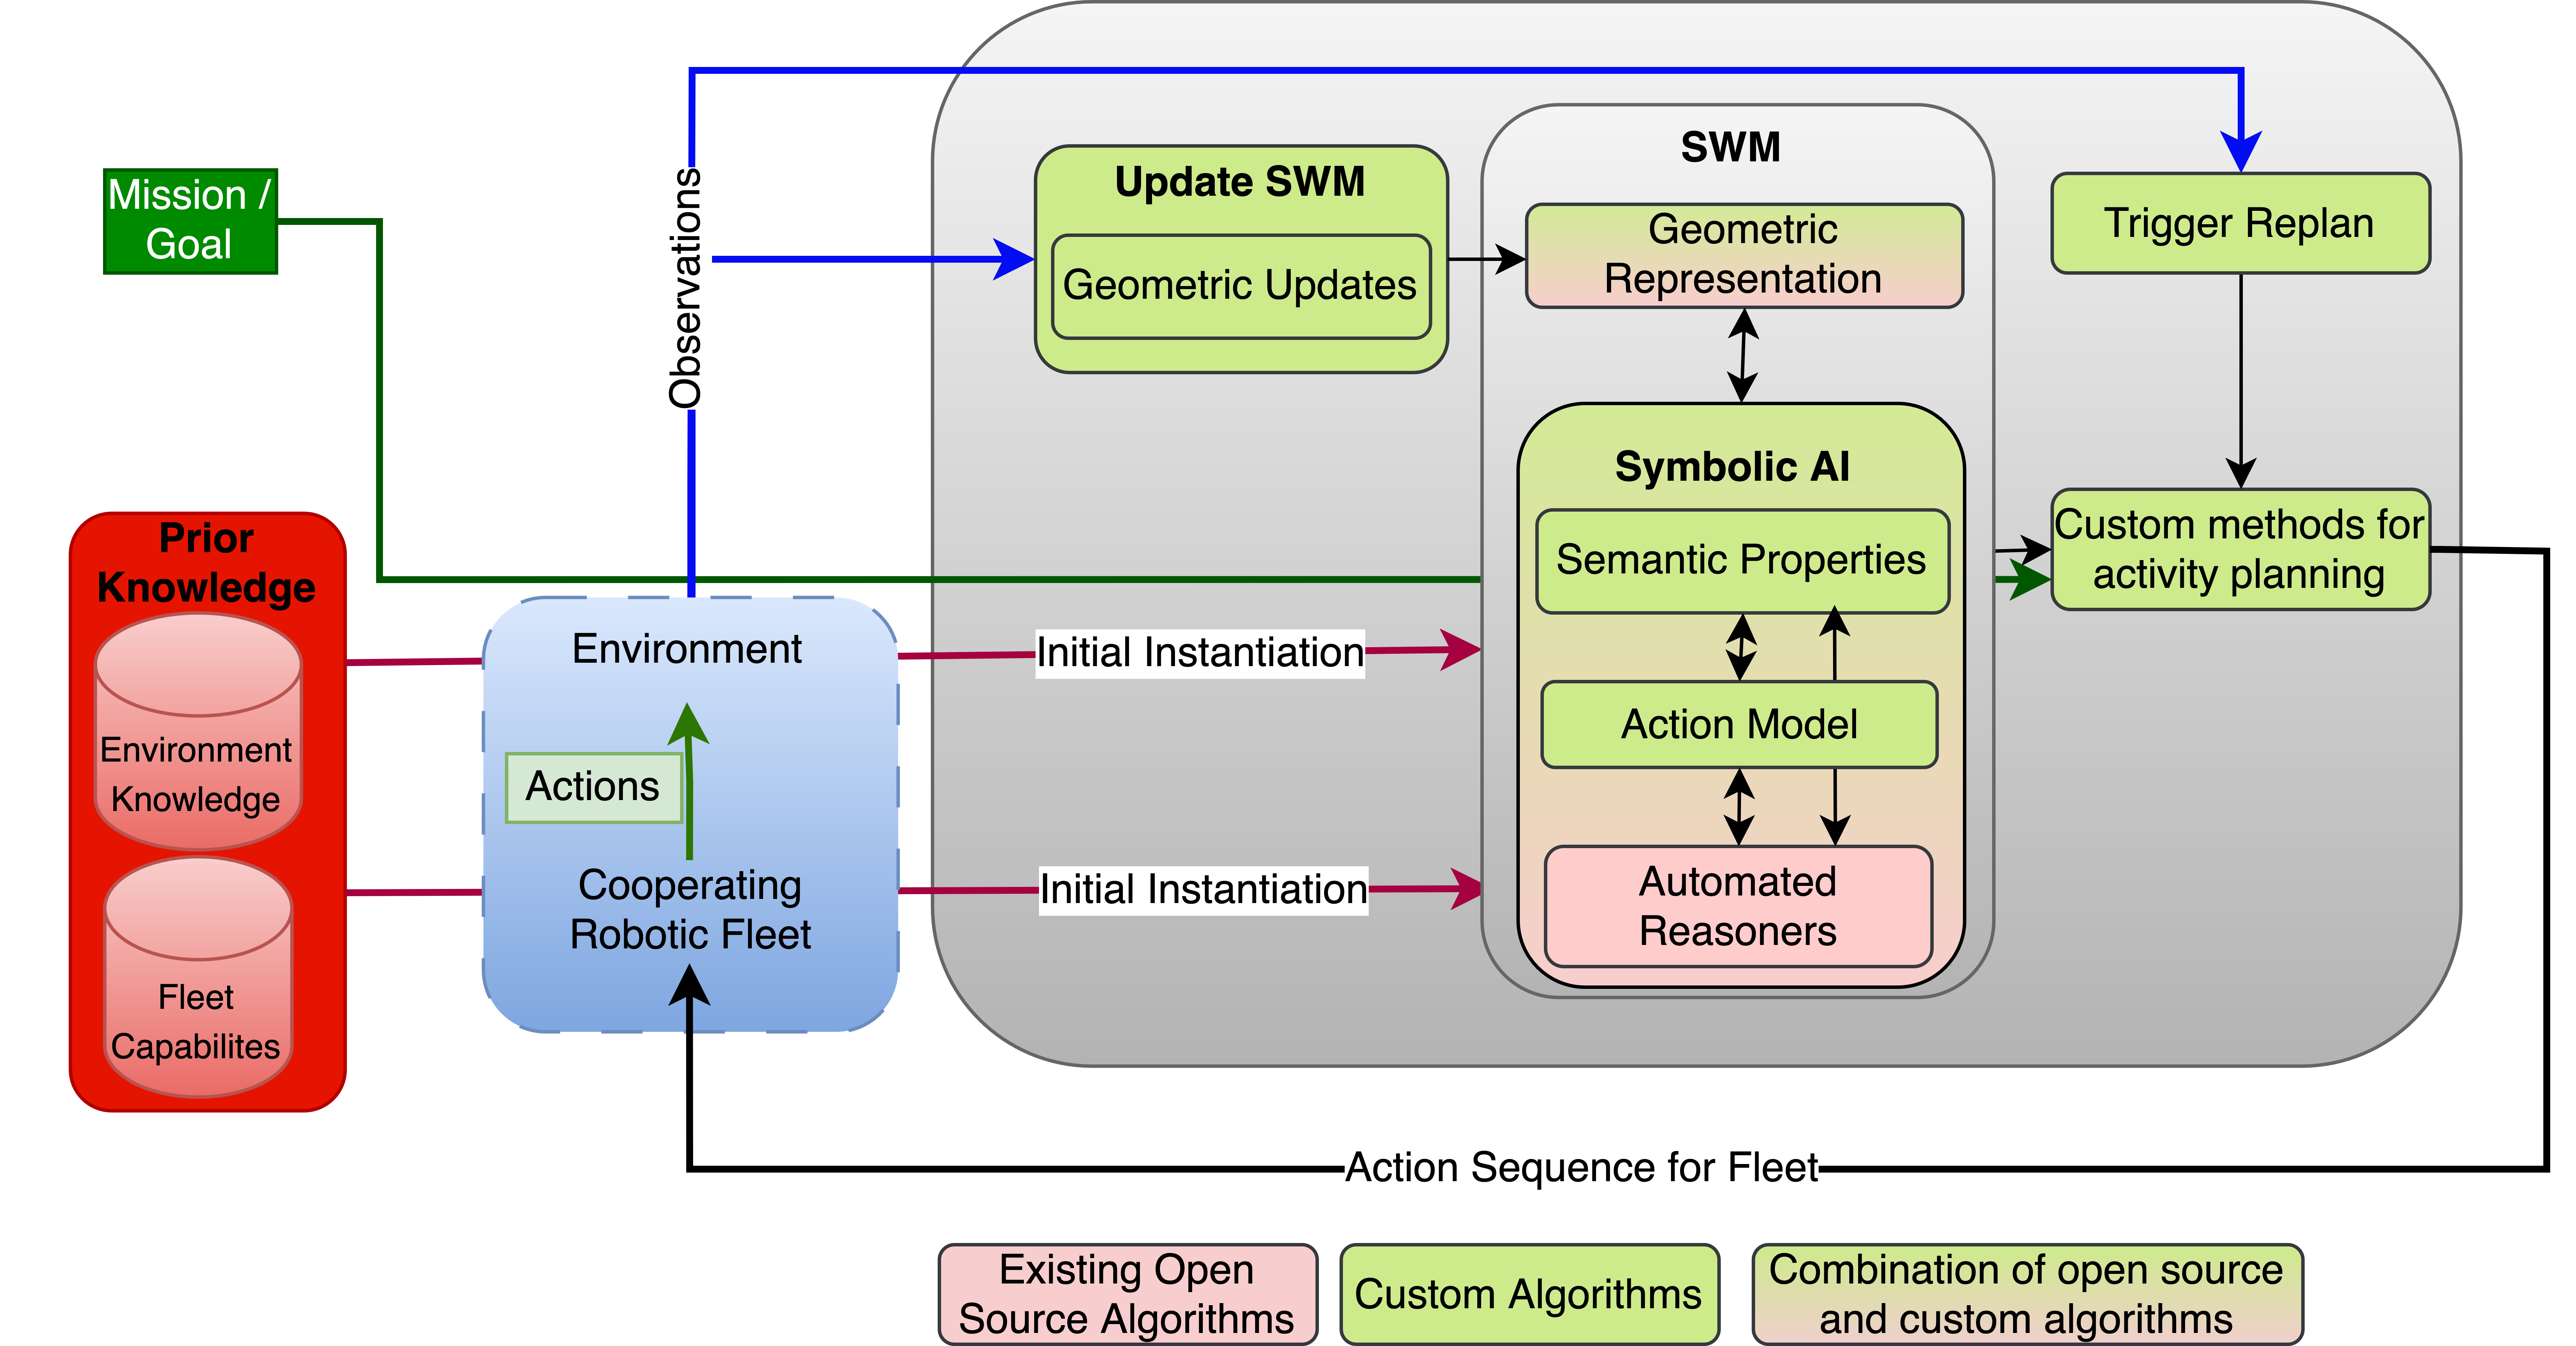 Mission /
Goal
Observations
Update SWM
Geometric Updates
SWM
Geometric
Representation
Trigger Replan
Symbolic AI
Semantic Properties
Action Model
Automated
Reasoners
Custom methods for
activity planning
Prior
Knowledge
Environment
Knowledge
Fleet
Capabilites
Environment
Actions
Cooperating
Robotic Fleet
Initial Instantiation
Initial Instantiation
Action Sequence for Fleet
Existing Open
Source Algorithms
Custom Algorithms
Combination of open source
and custom algorithms